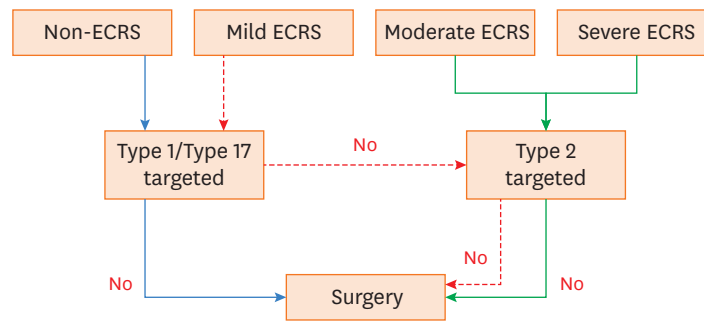 Non-ECRS
Mild ECRS
Moderate ECRS
Severe ECRS
Type 1/Type 17
targeted
No
Type 2
targeted
No
No
No
Surgery